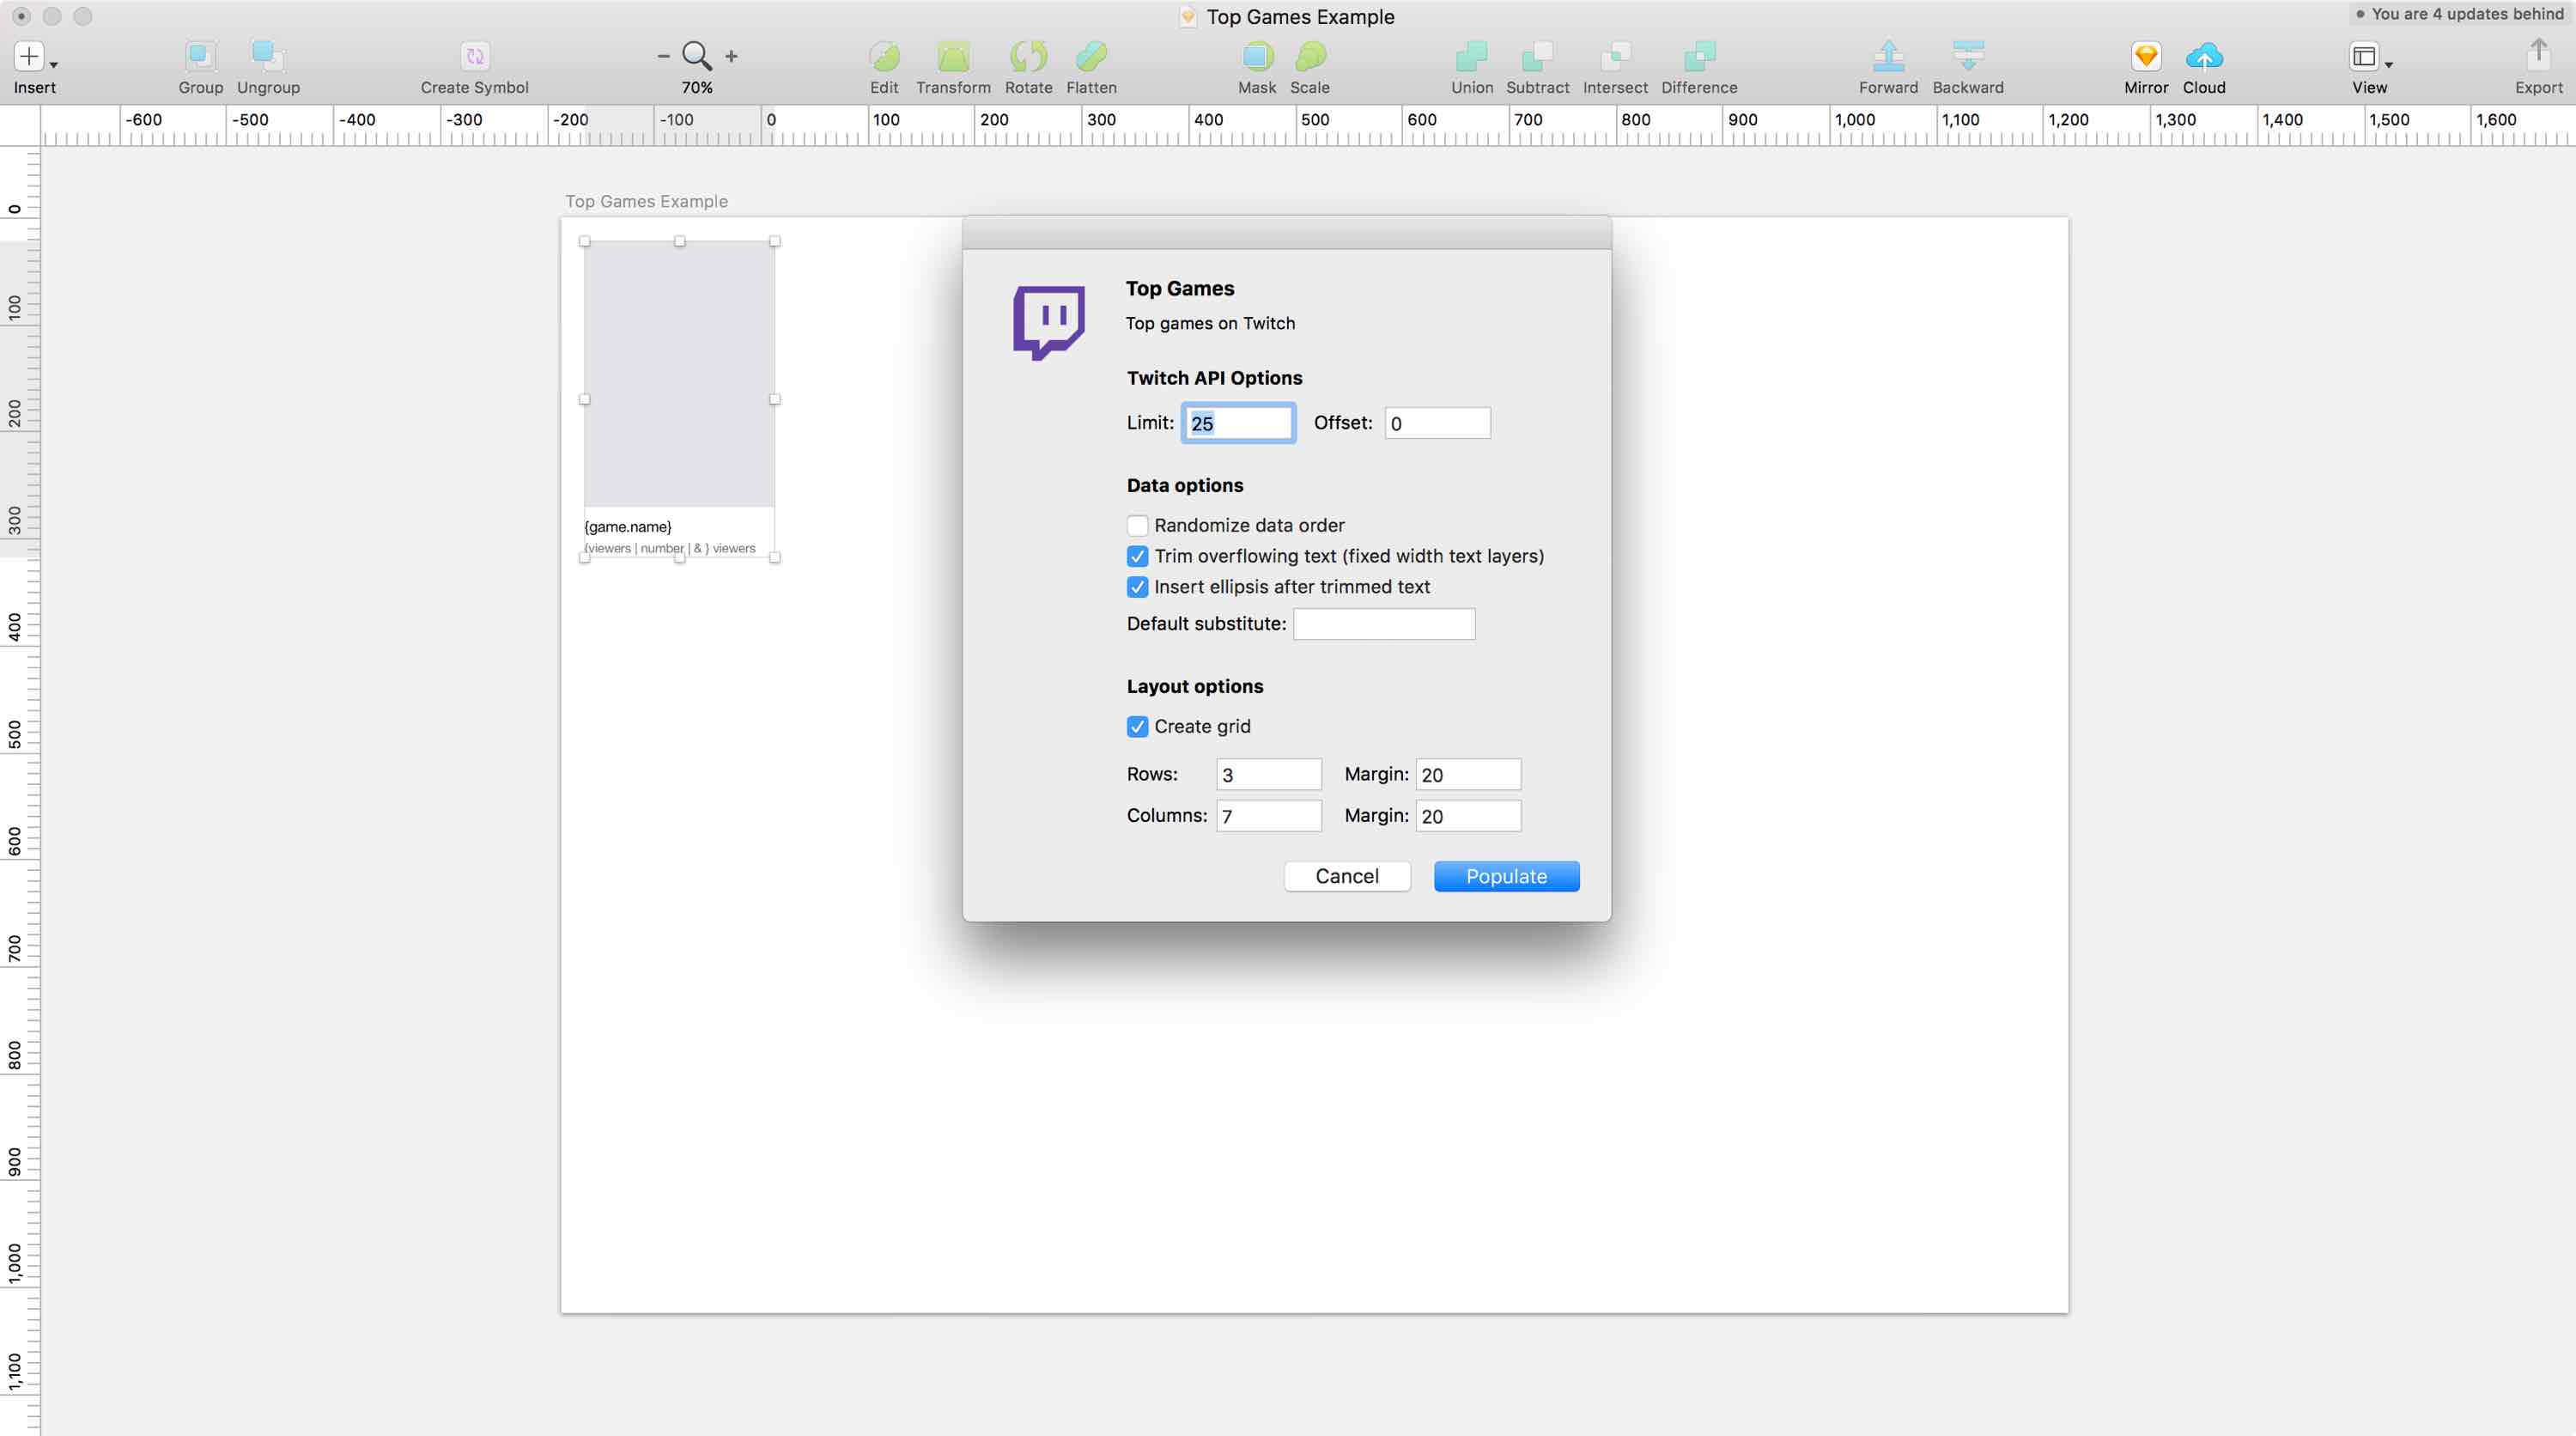 Top Games Example
You are 4 updates behind
Insert
Group
Ungroup
Create Symbol
70%
Edit
Transform
Rotate
Flatten
Mask
Scale
Union
Subtract
Intersect
Difference
Forward
Backward
Mirror
Cloud
View
Export
-600 -500 -400 -300 -200 -100 0 100 200 300 400 500 600 700 800 900 1,000 1,100 1,200 1,300 1,400 1,500 1,600
0
100
200
300
400
500
600
700
800
900
1,000
1,100
Top Games Example
{game.name}
{viewers | number | & } viewers
Top Games
Top games on Twitch
Twitch API Options
Limit: 25 Offset: 0
Data options
Randomize data order
Trim overflowing text (fixed width text layers)
Insert ellipsis after trimmed text
Default substitute:
Layout options
Create grid
Rows: 3 Margin: 20
Columns: 7 Margin: 20
Cancel Populate